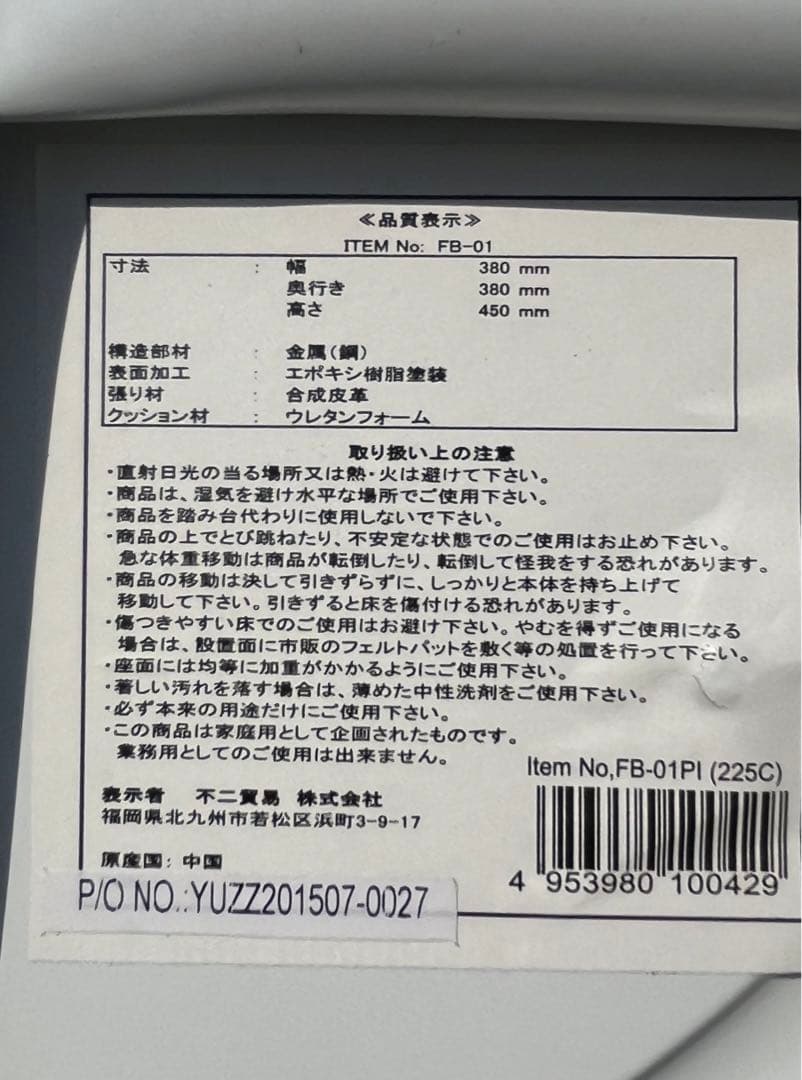 ≪品質表示≫
ITEM No: FB-01
寸法 : 幅 380 mm
奥行き 380 mm
高さ 450 mm
構造部材 : 金属(鋼)
表面加工 : エポキシ樹脂塗装
張り材 : 合成皮革
クッション材 : ウレタンフォーム
取り扱い上の注意
・直射日光の当る場所又は熱・火は避けて下さい。
・商品は、湿気を避け水平な場所でご使用下さい。
・商品を踏み台代わりに使用しないで下さい。
・商品の上でとび跳ねたり、不安定な状態でのご使用はお止め下さい。
急な体重移動は商品が転倒したり、転倒して怪我をする恐れがあります。
・商品の移動は決して引きずらずに、しっかりと本体を持ち上げて
移動して下さい。引きずると床を傷付ける恐れがあります。
・傷つきやすい床でのご使用はお避け下さい。やむを得ずご使用になる
場合は、設置面に市販のフェルトパットを敷く等の処置を行って下さい。
・座面には均等に加重がかかるようにご使用下さい。
・著しい汚れを落す場合は、薄めた中性洗剤をご使用下さい。
・必ず本来の用途だけにご使用下さい。
・この商品は家庭用として企画されたものです。
業務用としてのご使用は出来ません。
Item No,FB-01PI (225C)
表示者 不二貿易 株式会社
福岡県北九州市若松区浜町3-9-17
原産国: 中国
4 953980 100429
P/O NO.:YUZZ201507-0027